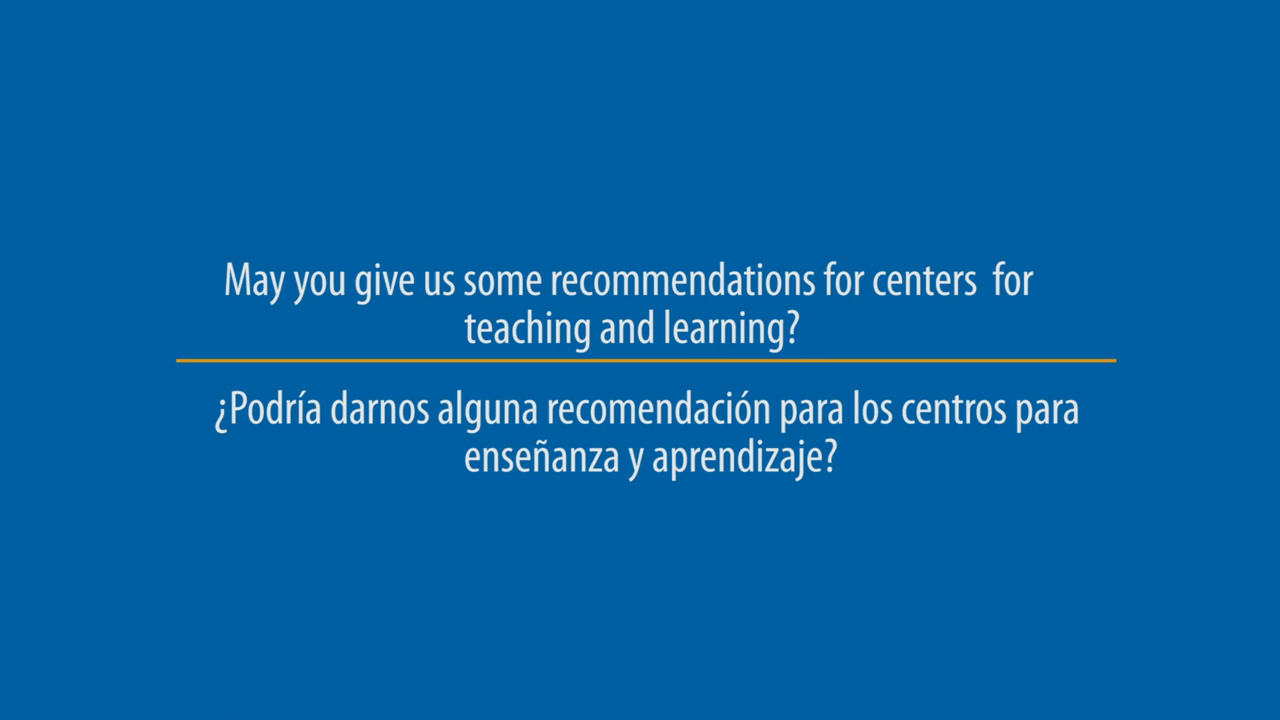 May you give us some recommendations for centers  for
teaching and learning?
¿Podría darnos alguna recomendación para los centros para
enseñanza y aprendizaje?